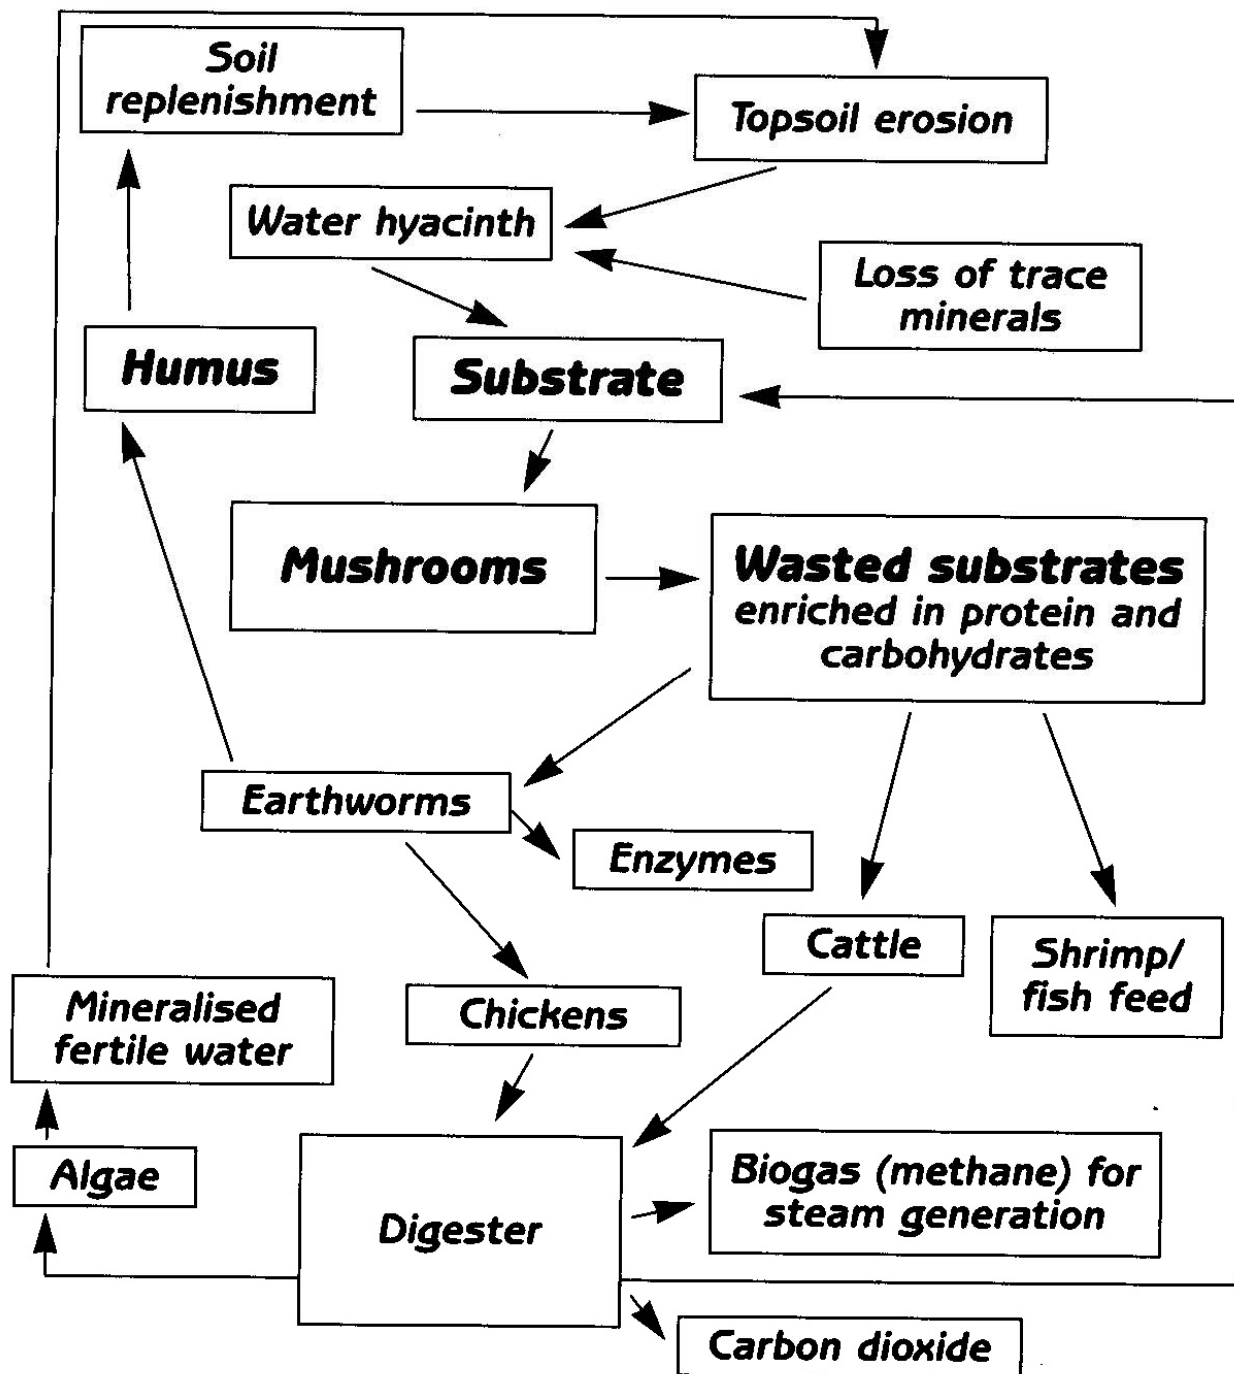 Soil
replenishment
Topsoil erosion
Water hyacinth
Loss of trace
minerals
Humus
Substrate
Mushrooms
Wasted substrates
enriched in protein and
carbohydrates
Earthworms
Enzymes
Cattle
Shrimp/
fish feed
Mineralised
fertile water
Chickens
Algae
Digester
Biogas (methane) for
steam generation
Carbon dioxide